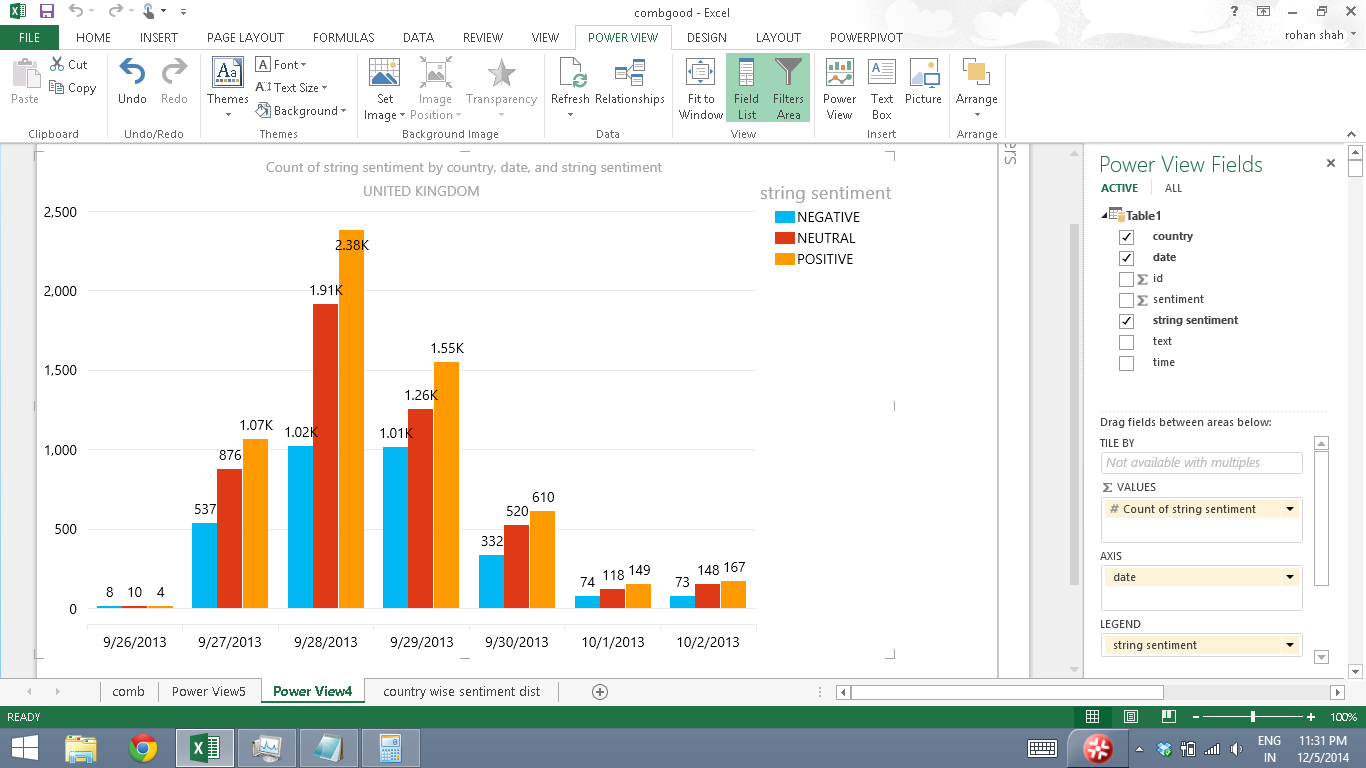 combgood - Excel
FILE HOME INSERT PAGE LAYOUT FORMULAS DATA REVIEW VIEW POWER VIEW DESIGN LAYOUT POWERPIVOT rohan shah
Paste Cut Copy
Undo Redo
Themes Font Text Size Background
Set Image Image Position Transparency
Refresh Relationships
Fit to Window Field List Filters Area
Power View Text Box Picture
Arrange
Clipboard Undo/Redo Themes Background Image Data View Insert Arrange
Count of string sentiment by country, date, and string sentiment
UNITED KINGDOM
string sentiment
NEGATIVE
NEUTRAL
POSITIVE
2,500
2,000
1,500
1,000
500
0
8 10 4
537 876 1.07K
1.02K 1.91K 2.38K
1.01K 1.26K 1.55K
332 520 610
74 118 149
73 148 167
9/26/2013 9/27/2013 9/28/2013 9/29/2013 9/30/2013 10/1/2013 10/2/2013
ers
Power View Fields
ACTIVE ALL
Table1
country
date
Σ id
Σ sentiment
string sentiment
text
time
Drag fields between areas below:
TILE BY
Not available with multiples
Σ VALUES
# Count of string sentiment
AXIS
date
LEGEND
string sentiment
comb Power View5 Power View4 country wise sentiment dist
READY 100%
ENG
IN
11:31 PM
12/5/2014